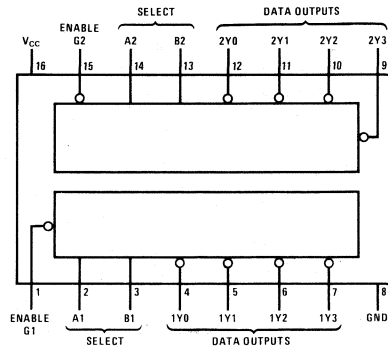 SELECT DATA OUTPUTS
ENABLE
VCC G2 A2 B2 2Y0 2Y1 2Y2 2Y3
16 15 14 13 12 11 10 9
1 2 3 4 5 6 7 8
ENABLE A1 B1 1Y0 1Y1 1Y2 1Y3 GND
G1
SELECT DATA OUTPUTS